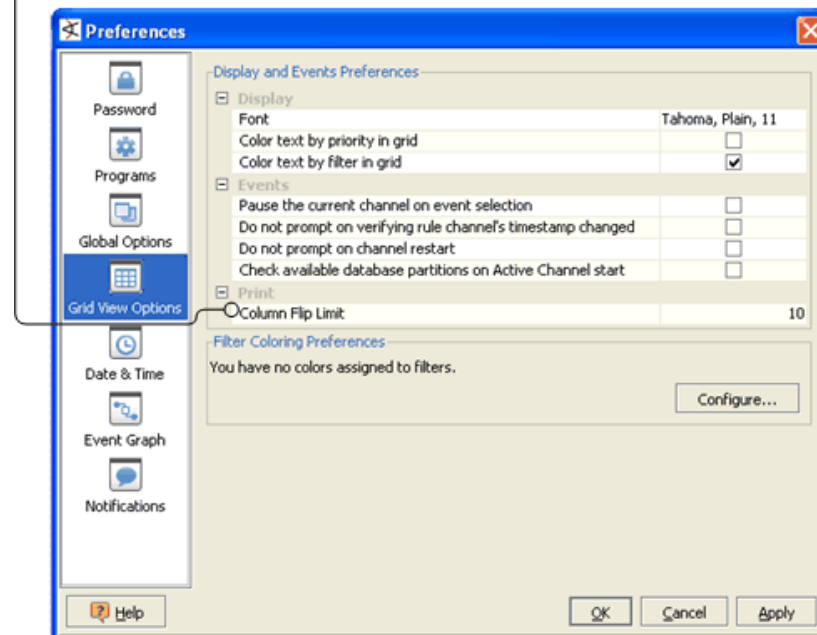 Preferences
Password
Programs
Global Options
Grid View Options
Date & Time
Event Graph
Notifications
Display and Events Preferences
Display
Font Tahoma, Plain, 11
Color text by priority in grid
Color text by filter in grid
Events
Pause the current channel on event selection
Do not prompt on verifying rule channel's timestamp changed
Do not prompt on channel restart
Check available database partitions on Active Channel start
Print
Column Flip Limit 10
Filter Coloring Preferences
You have no colors assigned to filters.
Configure...
Help
OK
Cancel
Apply